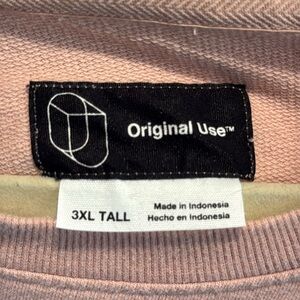 Original Use™
3XL TALL
Made in Indonesia
Hecho en Indonesia